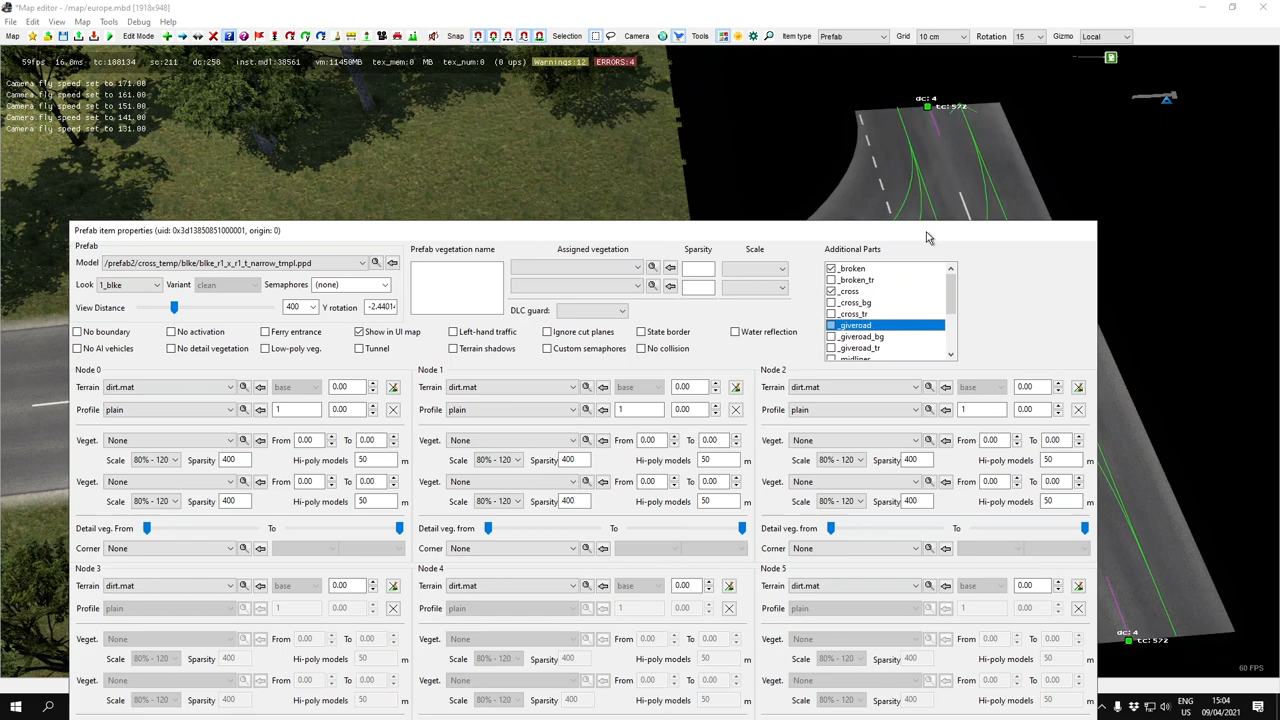 *Map editor - /map/europe.mbd [1918x948]
File Edit View Map Tools Debug Help
Map Edit Mode Snap Selection Camera Tools Item type Prefab Grid 10 cm Rotation 15 Gizmo Local
59fps 16.8ms tc:188134 sc:211 dc:258 inst.mdl:38561 vm:11458MB tex_mem:0 MB tex_num:0 (0 ups) Warnings:12 ERRORS:4
Camera fly speed set to 171.00
Camera fly speed set to 161.00
Camera fly speed set to 151.00
Camera fly speed set to 141.00
Camera fly speed set to 131.00
dc: 4
tc:572
Prefab item properties (uid: 0x3d13850851000001, origin: 0)
Prefab
Model /prefab2/cross_temp/blke/blke_r1_x_r1_t_narrow_tmpl.ppd
Look 1_blke Variant clean Semaphores (none)
View Distance 400 Y rotation -2.4401
Prefab vegetation name Assigned vegetation Sparsity Scale
DLC guard:
Additional Parts
_broken
_broken_tr
_cross
_cross_bg
_cross_tr
_giveroad
_giveroad_bg
_giveroad_tr
No boundary No activation Ferry entrance Show in UI map Left-hand traffic Ignore cut planes State border Water reflection
No AI vehicles No detail vegetation Low-poly veg. Tunnel Terrain shadows Custom semaphores No collision
Node 0 Node 1 Node 2
Terrain dirt.mat base 0.00 Terrain dirt.mat base 0.00 Terrain dirt.mat base 0.00
Profile plain 1 0.00 Profile plain 1 0.00 Profile plain 1 0.00
Veget. None From 0.00 To 0.00 Veget. None From 0.00 To 0.00 Veget. None From 0.00 To 0.00
Scale 80% - 120 Sparsity 400 Hi-poly models 50 m Scale 80% - 120 Sparsity 400 Hi-poly models 50 m Scale 80% - 120 Sparsity 400 Hi-poly models 50 m
Veget. None From 0.00 To 0.00 Veget. None From 0.00 To 0.00 Veget. None From 0.00 To 0.00
Scale 80% - 120 Sparsity 400 Hi-poly models 50 m Scale 80% - 120 Sparsity 400 Hi-poly models 50 m Scale 80% - 120 Sparsity 400 Hi-poly models 50 m
Detail veg. From To Detail veg. from To Detail veg. from To
Corner None Corner None Corner None
Node 3 Node 4 Node 5
Terrain dirt.mat base 0.00 Terrain dirt.mat base 0.00 Terrain dirt.mat base 0.00
Profile plain 1 0.00 Profile plain 1 0.00 Profile plain 1 0.00
Veget. None From 0.00 To 0.00 Veget. None From 0.00 To 0.00 Veget. None From 0.00 To 0.00
Scale 80% - 120 Sparsity 400 Hi-poly models 50 m Scale 80% - 120 Sparsity 400 Hi-poly models 50 m Scale 80% - 120 Sparsity 400 Hi-poly models 50 m
Veget. None From 0.00 To 0.00 Veget. None From 0.00 To 0.00 Veget. None From 0.00 To 0.00
Scale 80% - 120 Sparsity 400 Hi-poly models 50 m Scale 80% - 120 Sparsity 400 Hi-poly models 50 m Scale 80% - 120 Sparsity 400 Hi-poly models 50 m
dc: 4
tc:572
60 FPS
ENG
US
15:04
09/04/2021